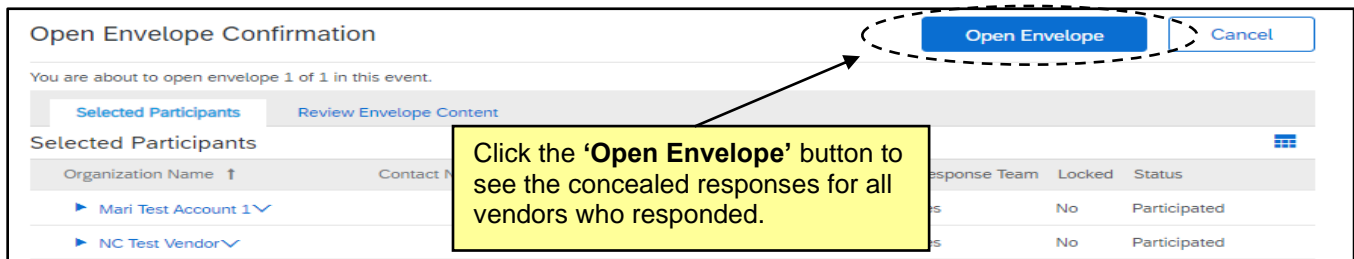 Open Envelope Confirmation
Open Envelope
Cancel
You are about to open envelope 1 of 1 in this event.
Selected Participants Review Envelope Content
Selected Participants
Organization Name ↑ Contact Response Team Locked Status
Mari Test Account 1 No Participated
NC Test Vendor No Participated
Click the ‘Open Envelope’ button to
see the concealed responses for all
vendors who responded.